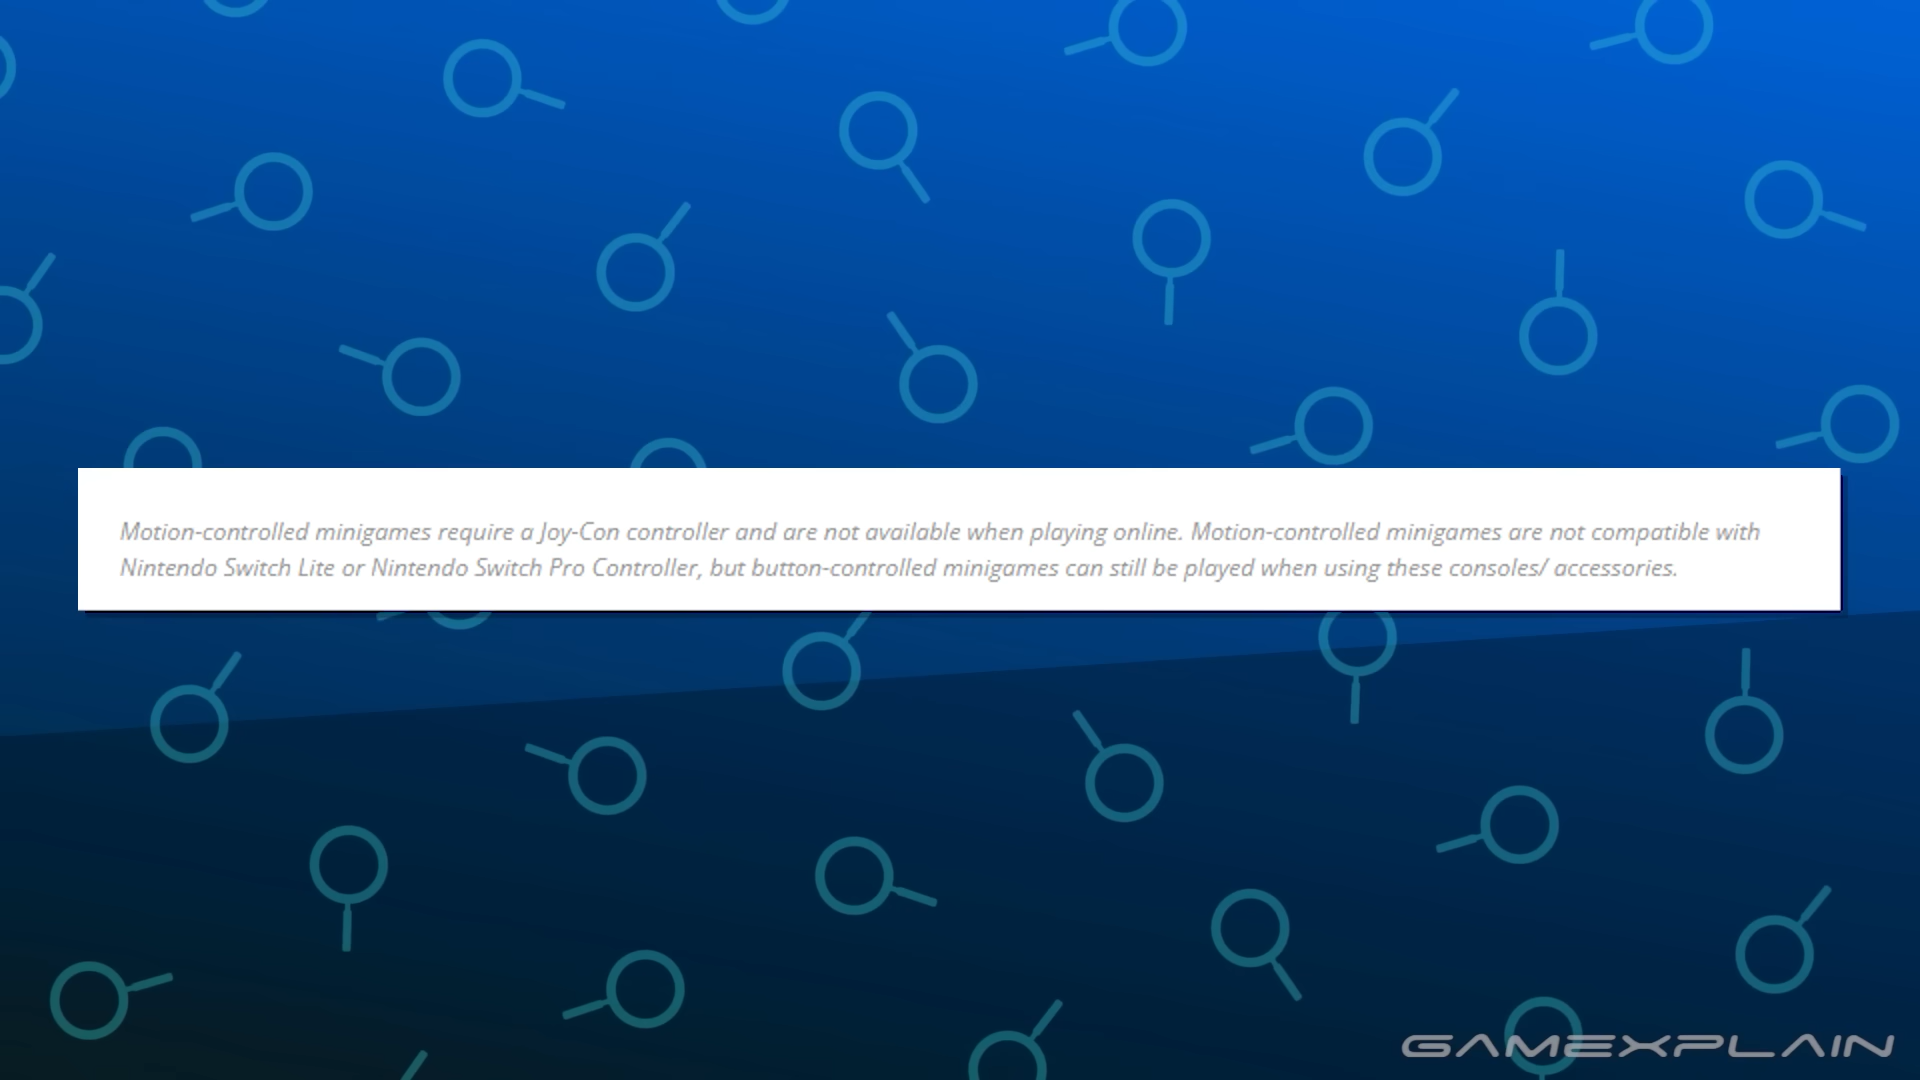 Motion-controlled minigames require a Joy-Con controller and are not available when playing online. Motion-controlled minigames are not compatible with
Nintendo Switch Lite or Nintendo Switch Pro Controller, but button-controlled minigames can still be played when using these consoles/ accessories.
GAMEXPLAIN